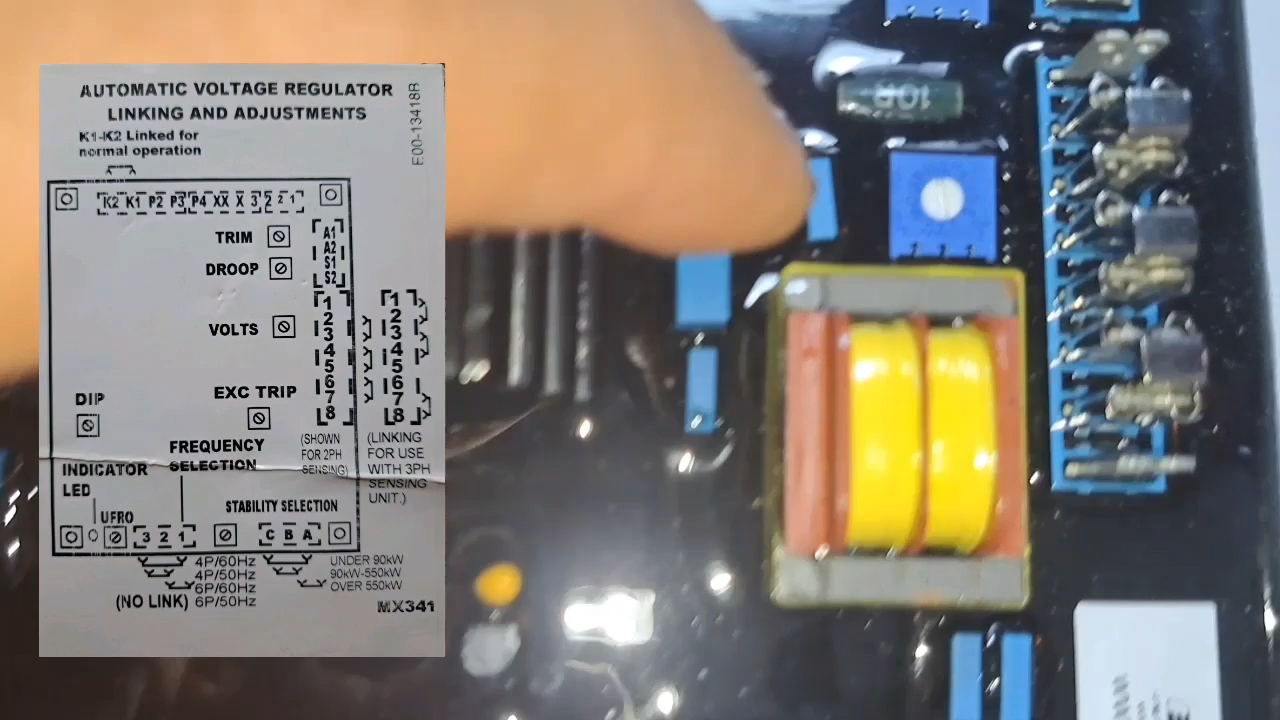 AUTOMATIC VOLTAGE REGULATOR
LINKING AND ADJUSTMENTS
E00-13418R
K1-K2 Linked for
normal operation
K2 K1 P2 P3 P4 XX X 3 2 2 1
TRIM
A1
A2
DROOP
S1
S2
VOLTS
1 1
2 2
3 3
4 4
5 5
6 6
7 7
8 8
EXC TRIP
DIP
FREQUENCY
SELECTION
(SHOWN
FOR 2PH
SENSING)
(LINKING
FOR USE
WITH 3PH
SENSING
UNIT.)
INDICATOR
LED
UFRO
STABILITY SELECTION
3 2 1
C B A
4P/60Hz
4P/50Hz
6P/60Hz
(NO LINK) 6P/50Hz
UNDER 90kW
90kW-550kW
OVER 550kW
MX341
10R